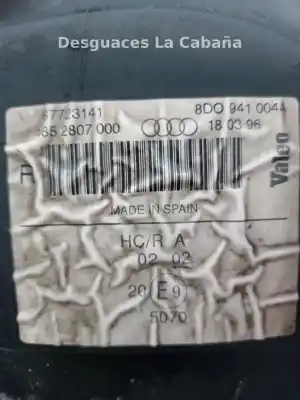 Desguaces La Cabaña
67723141
8D0 941 004A
85 2807 000
18 03 96
R
Valeo
MADE IN SPAIN
HC/R A
02 02
20 E9
5070